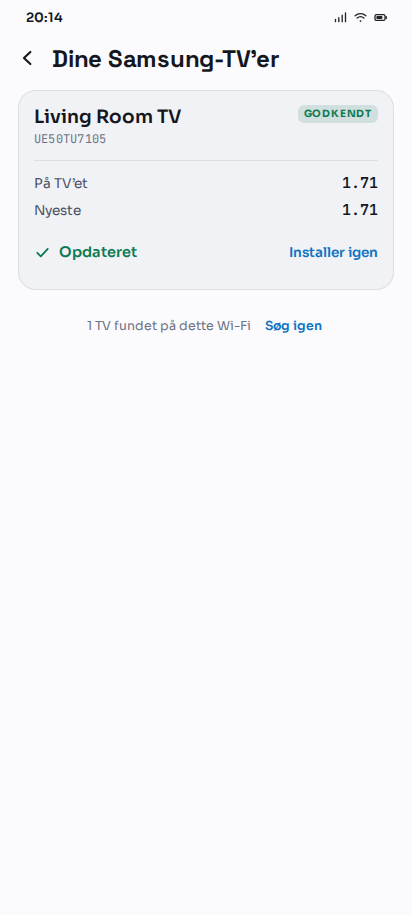 20:14
Dine Samsung-TV’er
Living Room TV
GODKENDT
UE50TU7105
På TV’et 1.71
Nyeste 1.71
Opdateret Installer igen
1 TV fundet på dette Wi-Fi Søg igen